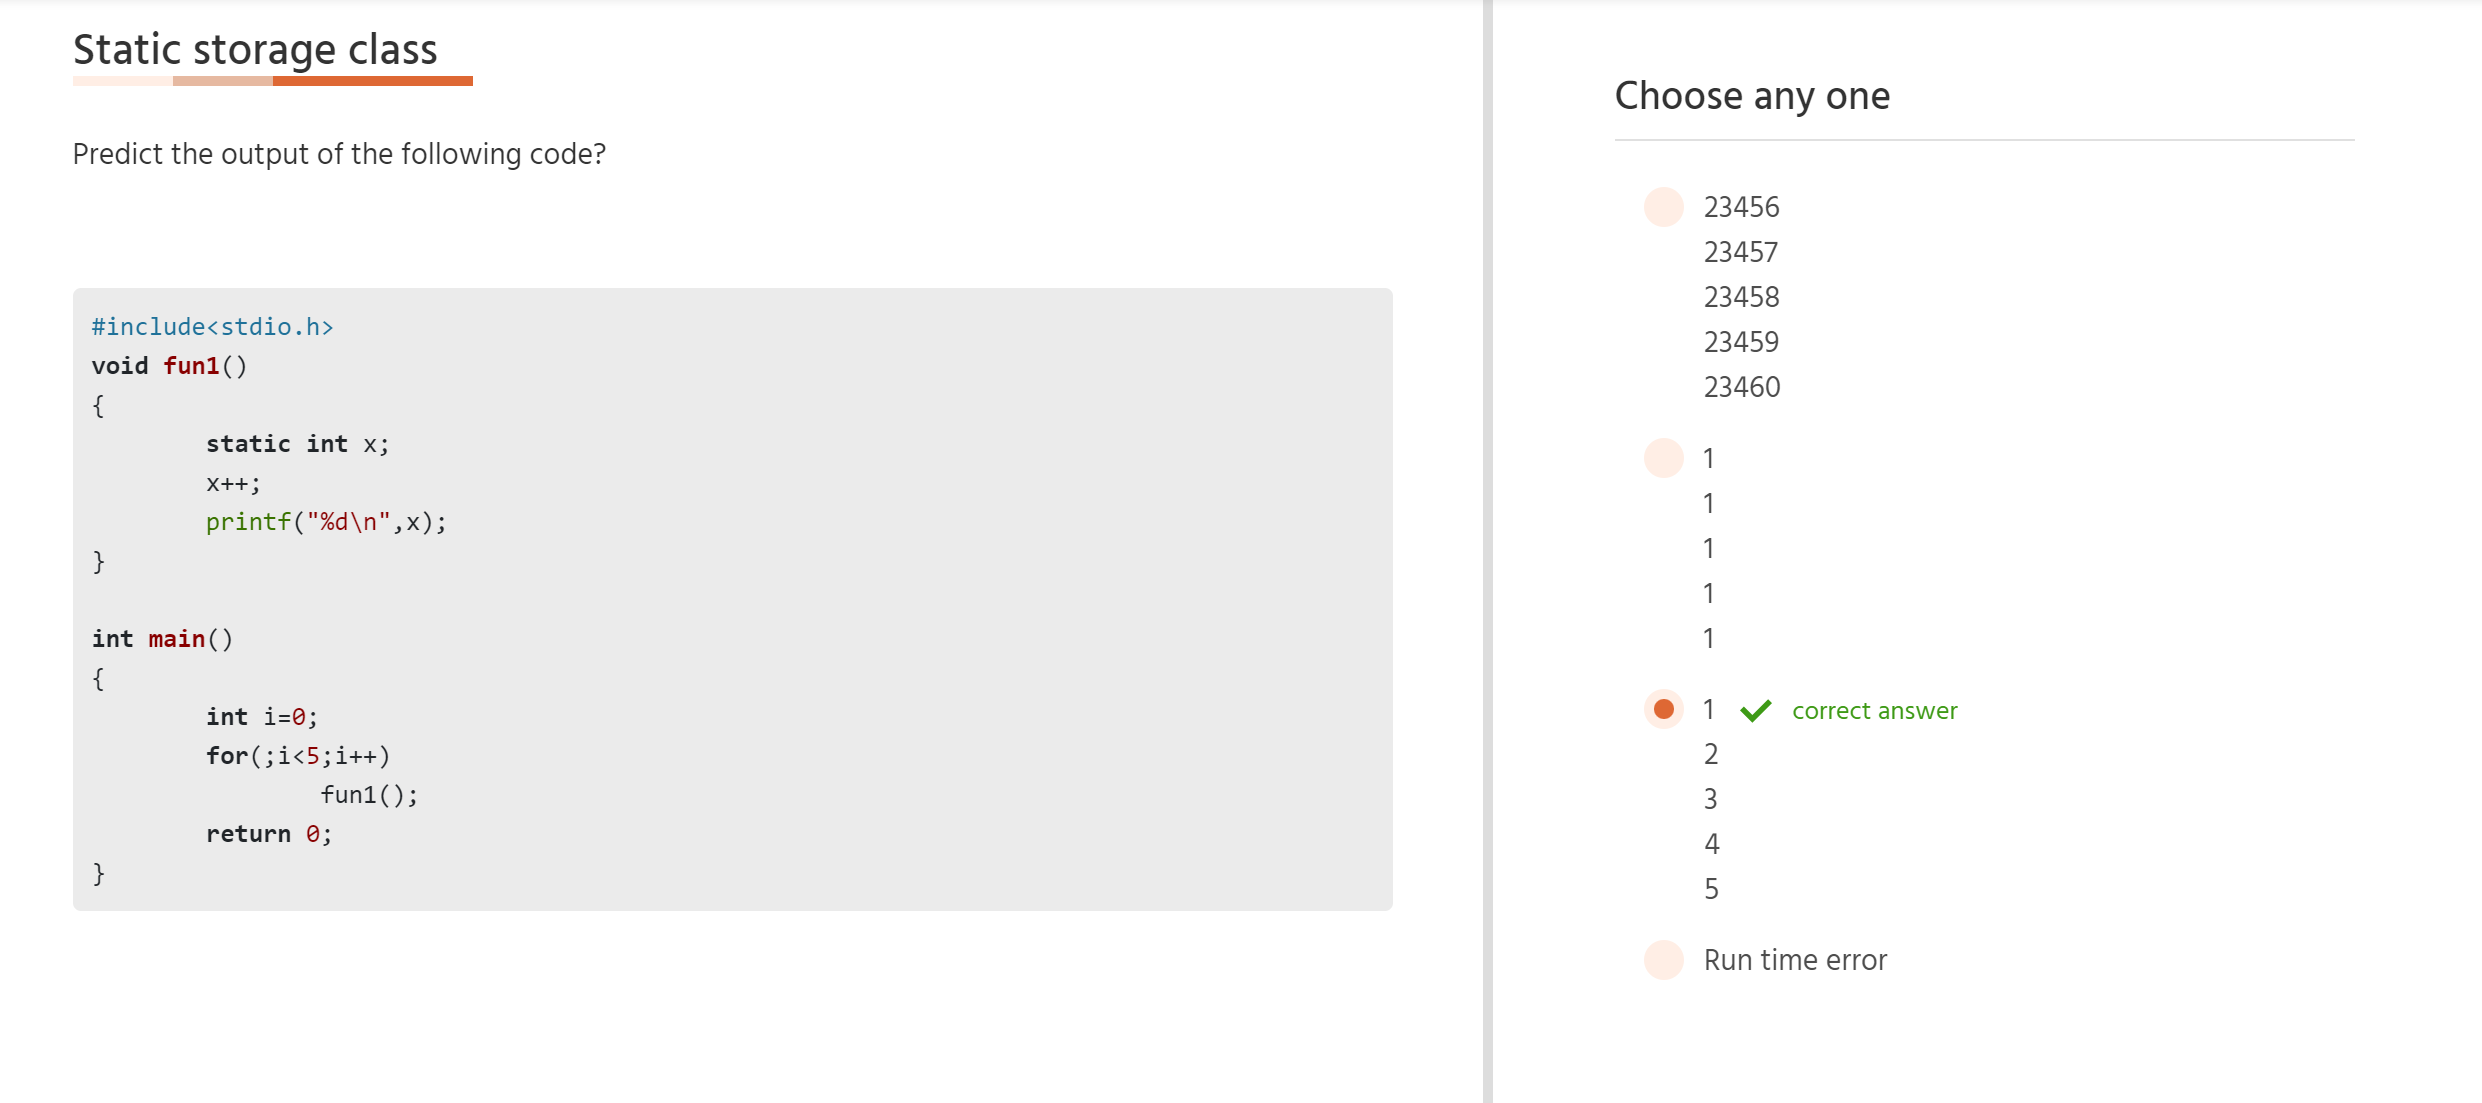 Static storage class
Predict the output of the following code?
#include<stdio.h>
void fun1()
{
        static int x;
        x++;
        printf("%d\n",x);
}

int main()
{
        int i=0;
        for(;i<5;i++)
                fun1();
        return 0;
}
Choose any one
23456
23457
23458
23459
23460
1
1
1
1
1
1 correct answer
2
3
4
5
Run time error